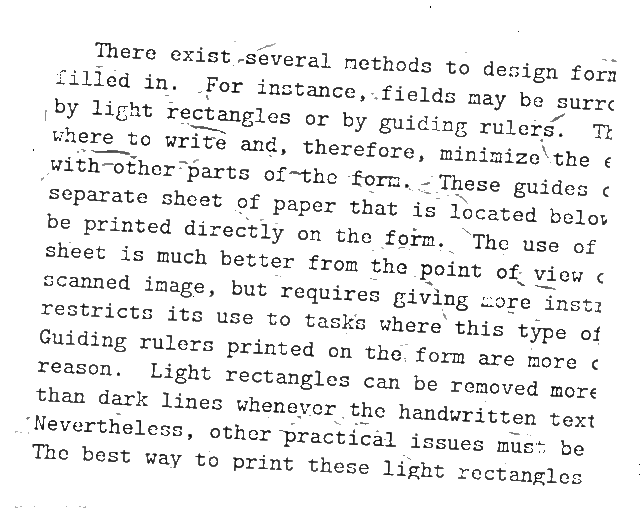 There exist several methods to design form
filled in. For instance, fields may be surro
by light rectangles or by guiding rulers. Th
where to write and, therefore, minimize the e
with other parts of the form. These guides c
separate sheet of paper that is located below
be printed directly on the form. The use of
sheet is much better from the point of view o
scanned image, but requires giving more instr
restricts its use to tasks where this type of
Guiding rulers printed on the form are more c
reason. Light rectangles can be removed more
than dark lines whenever the handwritten text
Nevertheless, other practical issues must be
The best way to print these light rectangles